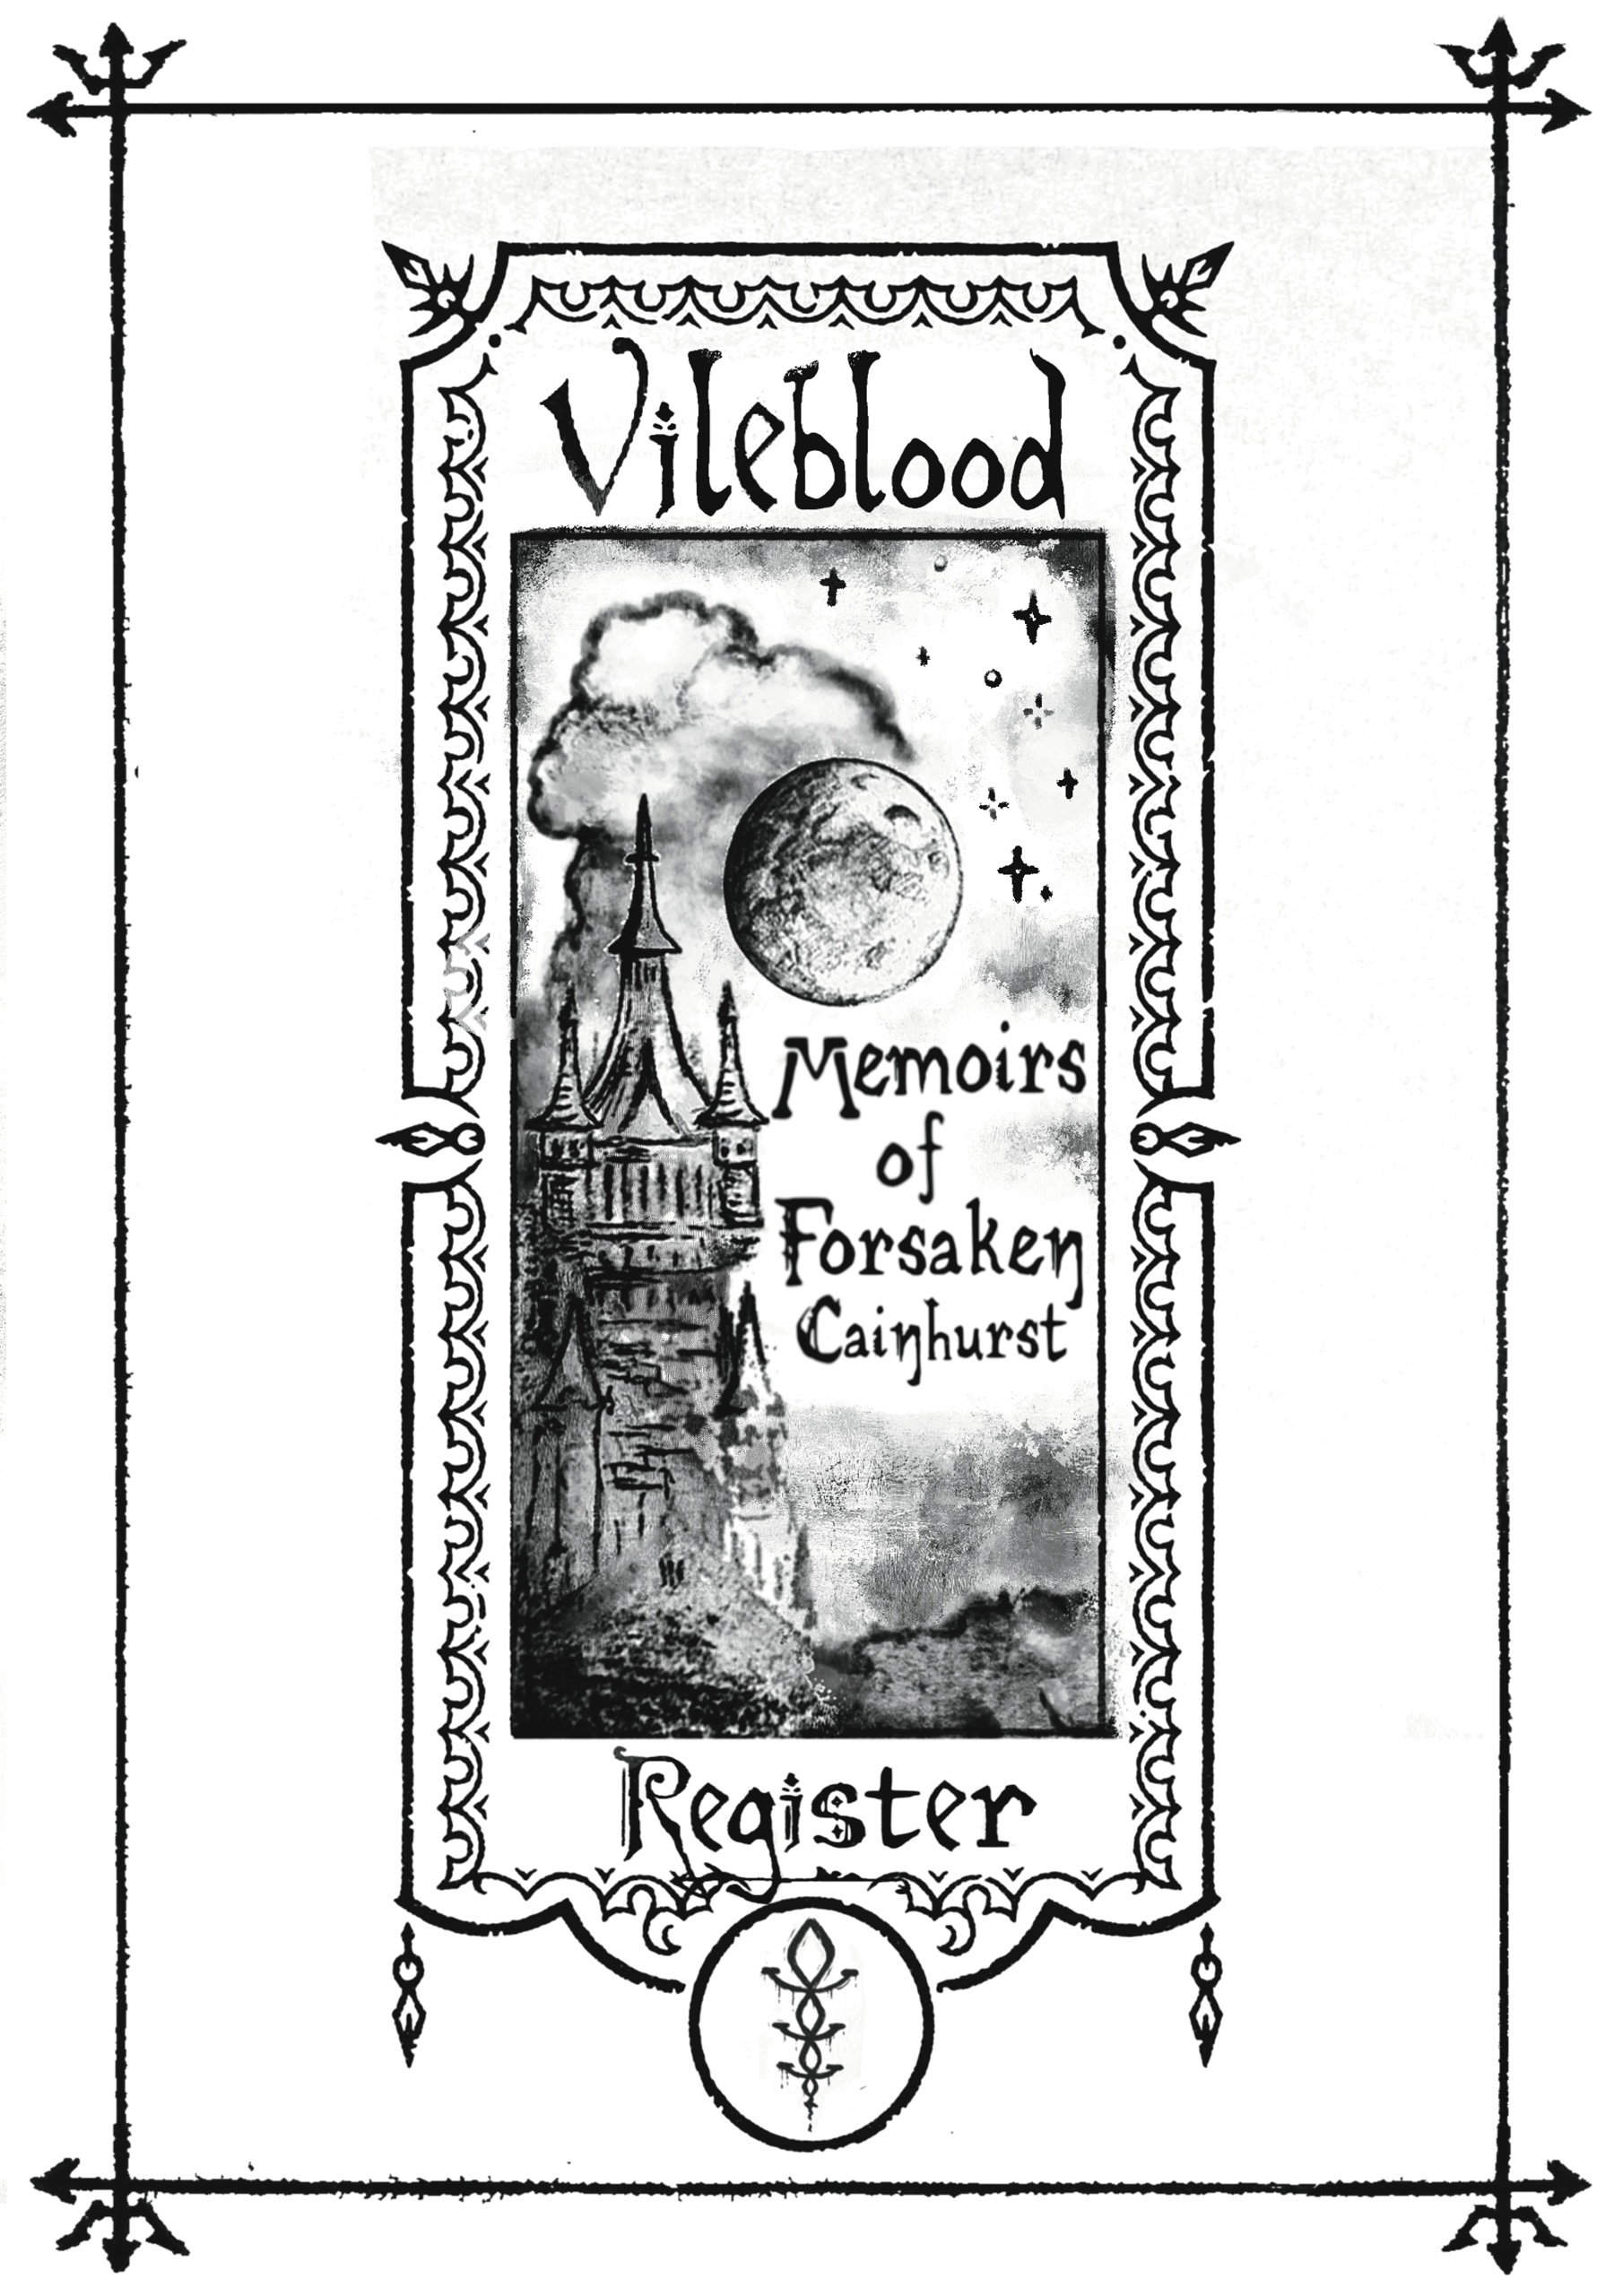 Vileblood
Memoirs
of
Forsaken
Cainhurst
Register